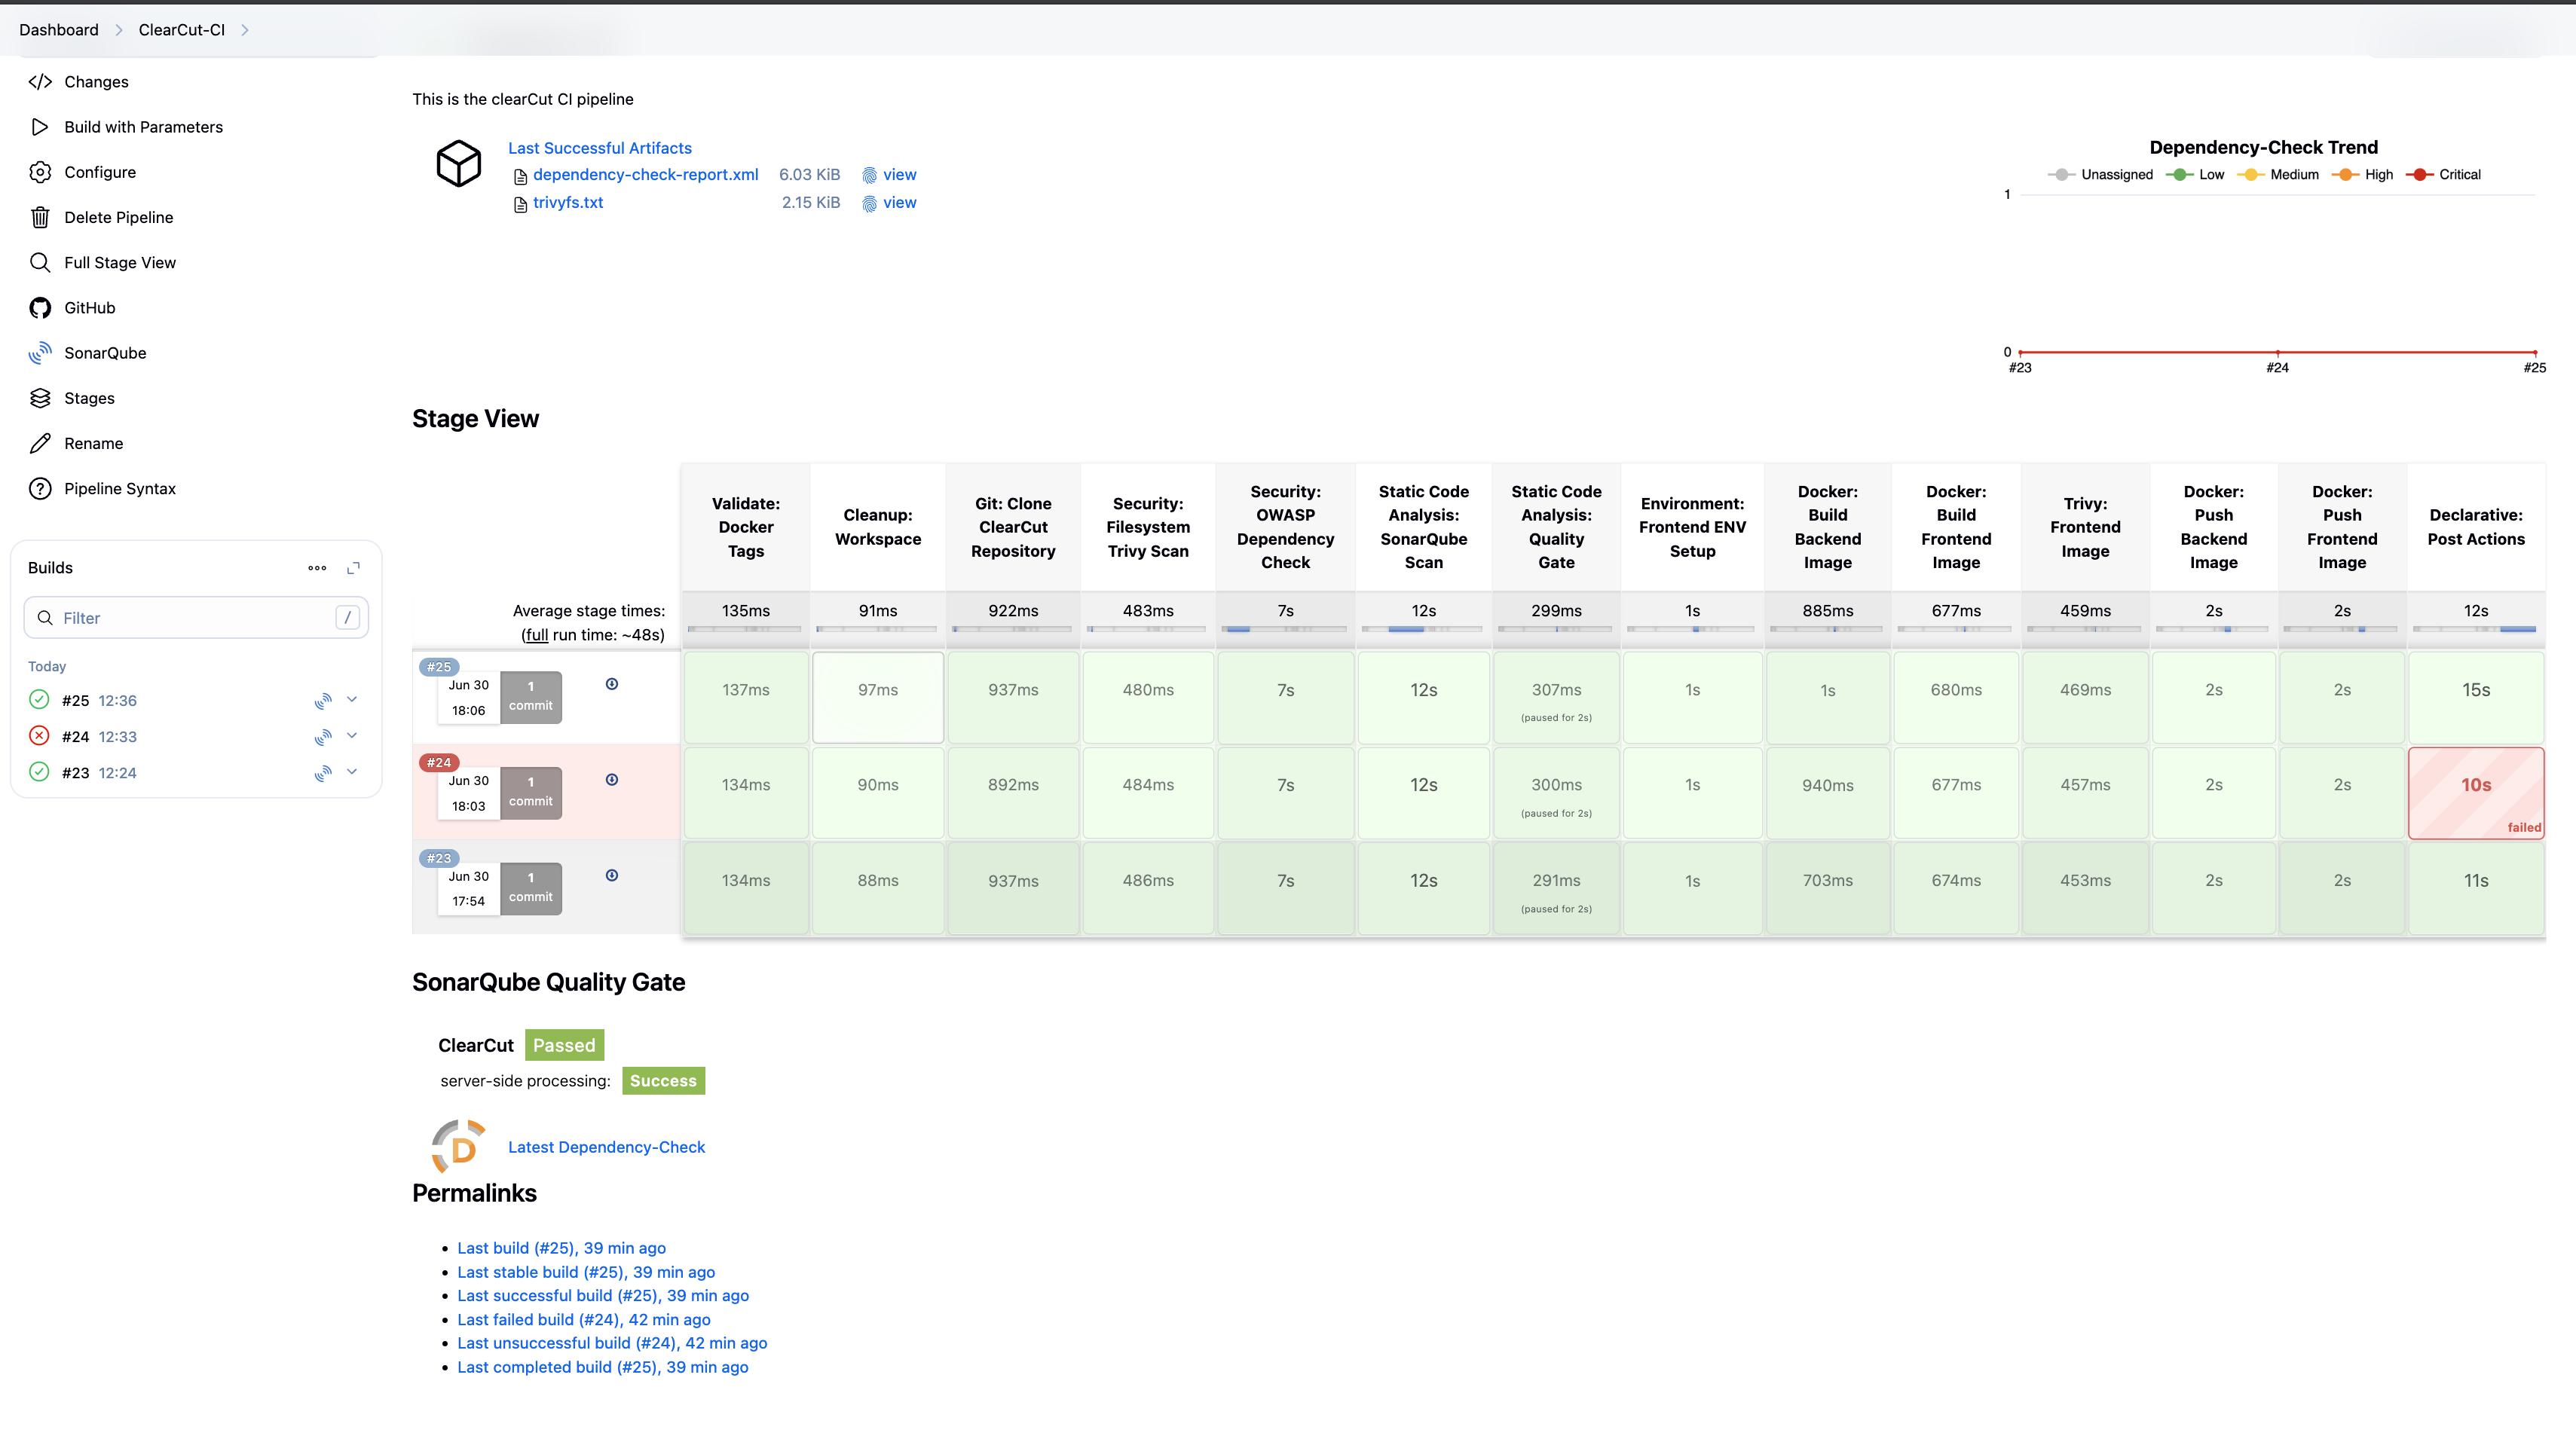 Dashboard
ClearCut-CI
Changes
Build with Parameters
Configure
Delete Pipeline
Full Stage View
GitHub
SonarQube
Stages
Rename
Pipeline Syntax
Builds
Filter
/
Today
#25 12:36
#24 12:33
#23 12:24
This is the clearCut CI pipeline
Last Successful Artifacts
dependency-check-report.xml 6.03 KiB view
trivyfs.txt 2.15 KiB view
Dependency-Check Trend
Unassigned Low Medium High Critical
1
0
#23 #24 #25
Stage View
Validate:
Docker
Tags
Cleanup:
Workspace
Git: Clone
ClearCut
Repository
Security:
Filesystem
Trivy Scan
Security:
OWASP
Dependency
Check
Static Code
Analysis:
SonarQube
Scan
Static Code
Analysis:
Quality
Gate
Environment:
Frontend ENV
Setup
Docker:
Build
Backend
Image
Docker:
Build
Frontend
Image
Trivy:
Frontend
Image
Docker:
Push
Backend
Image
Docker:
Push
Frontend
Image
Declarative:
Post Actions
Average stage times:
(full run time: ~48s)
135ms 91ms 922ms 483ms 7s 12s 299ms 1s 885ms 677ms 459ms 2s 2s 12s
#25
Jun 30
18:06
1
commit
137ms 97ms 937ms 480ms 7s 12s 307ms 1s 1s 680ms 469ms 2s 2s 15s
(paused for 2s)
#24
Jun 30
18:03
1
commit
134ms 90ms 892ms 484ms 7s 12s 300ms 1s 940ms 677ms 457ms 2s 2s 10s
(paused for 2s)
failed
#23
Jun 30
17:54
1
commit
134ms 88ms 937ms 486ms 7s 12s 291ms 1s 703ms 674ms 453ms 2s 2s 11s
(paused for 2s)
SonarQube Quality Gate
ClearCut Passed
server-side processing: Success
D
Latest Dependency-Check
Permalinks
Last build (#25), 39 min ago
Last stable build (#25), 39 min ago
Last successful build (#25), 39 min ago
Last failed build (#24), 42 min ago
Last unsuccessful build (#24), 42 min ago
Last completed build (#25), 39 min ago